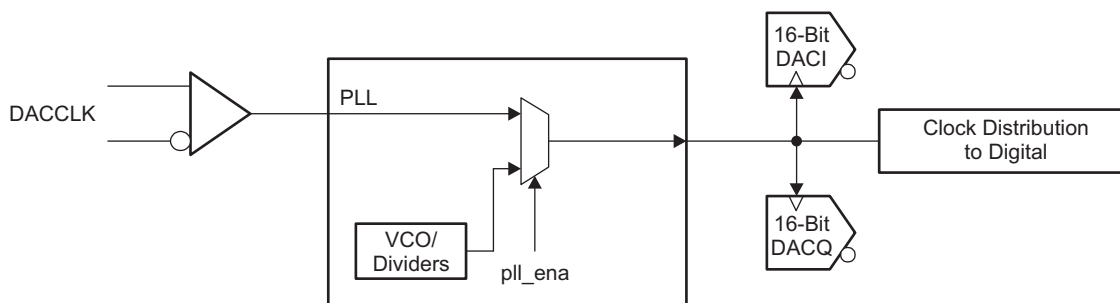 16-Bit
DACI
DACCLK
PLL
Clock Distribution
to Digital
VCO/
Dividers
pll_ena
16-Bit
DACQ